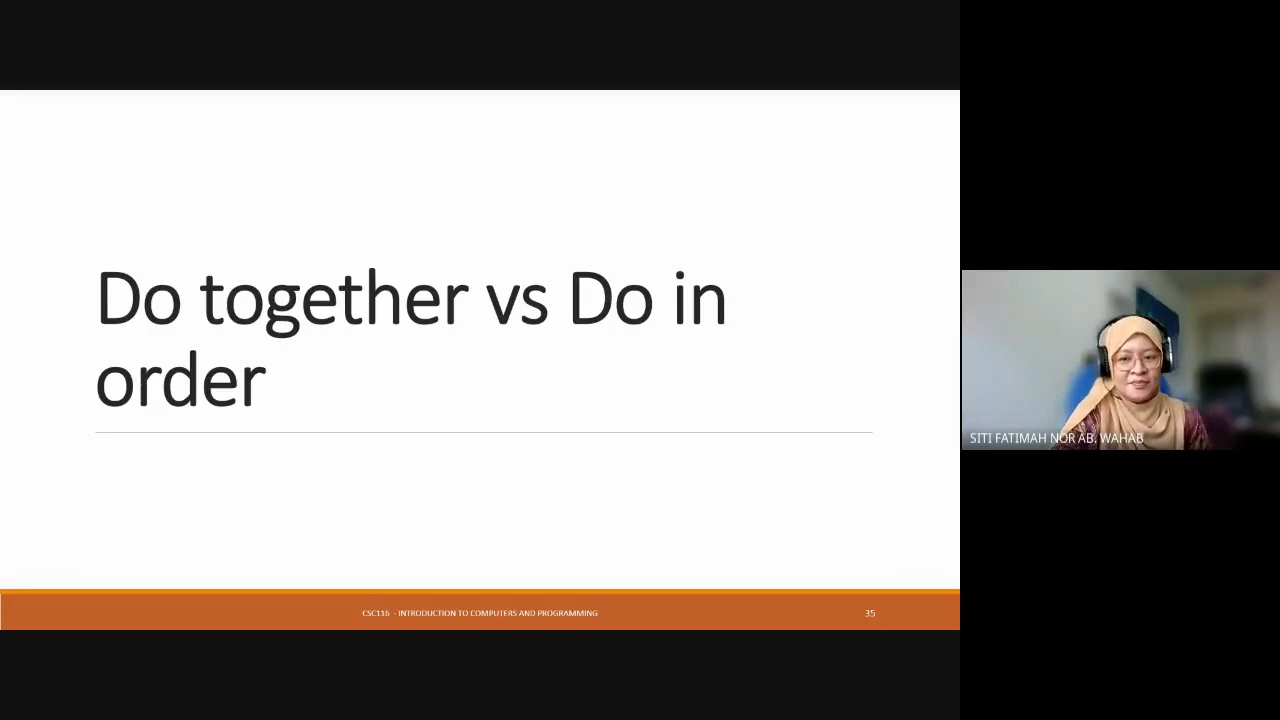 Do together vs Do in
order
SITI FATIMAH NOR AB. WAHAB
CSC116 - INTRODUCTION TO COMPUTERS AND PROGRAMMING
35